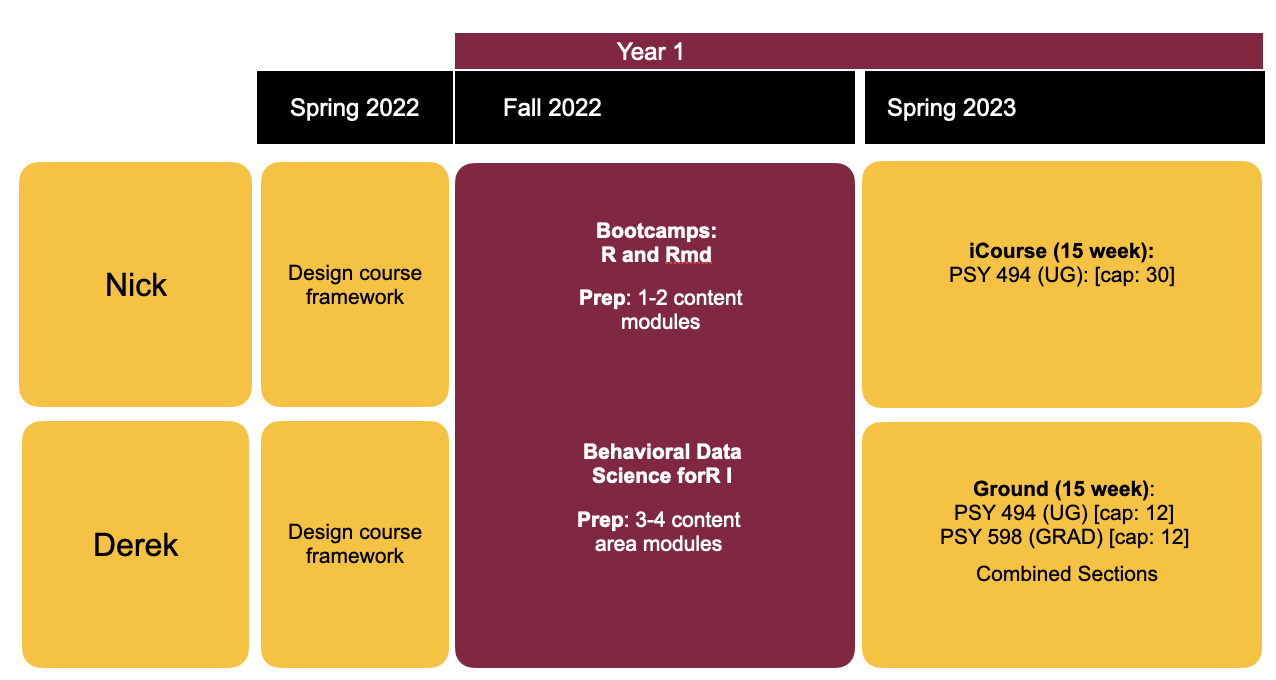 Year 1
Spring 2022
Fall 2022
Spring 2023
Nick
Design course
framework
Bootcamps:
R and Rmd
Prep: 1-2 content
modules
iCourse (15 week):
PSY 494 (UG): [cap: 30]
Derek
Design course
framework
Behavioral Data
Science forR I
Prep: 3-4 content
area modules
Ground (15 week):
PSY 494 (UG) [cap: 12]
PSY 598 (GRAD) [cap: 12]
Combined Sections